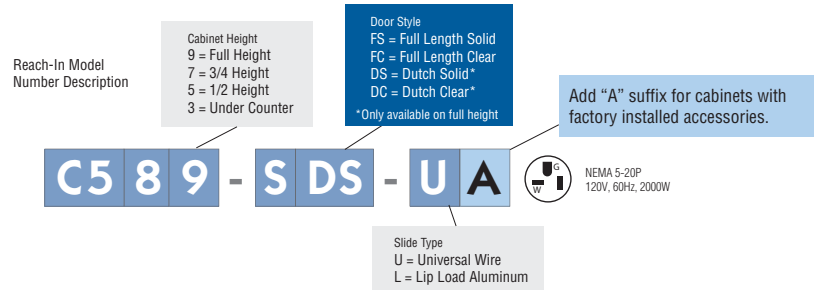 Reach-In Model
Number Description
Cabinet Height
9 = Full Height
7 = 3/4 Height
5 = 1/2 Height
3 = Under Counter
Door Style
FS = Full Length Solid
FC = Full Length Clear
DS = Dutch Solid*
DC = Dutch Clear*
*Only available on full height
Add “A” suffix for cabinets with
factory installed accessories.
C5 8 9 - S DS - U A
G
W
NEMA 5-20P
120V, 60Hz, 2000W
Slide Type
U = Universal Wire
L = Lip Load Aluminum